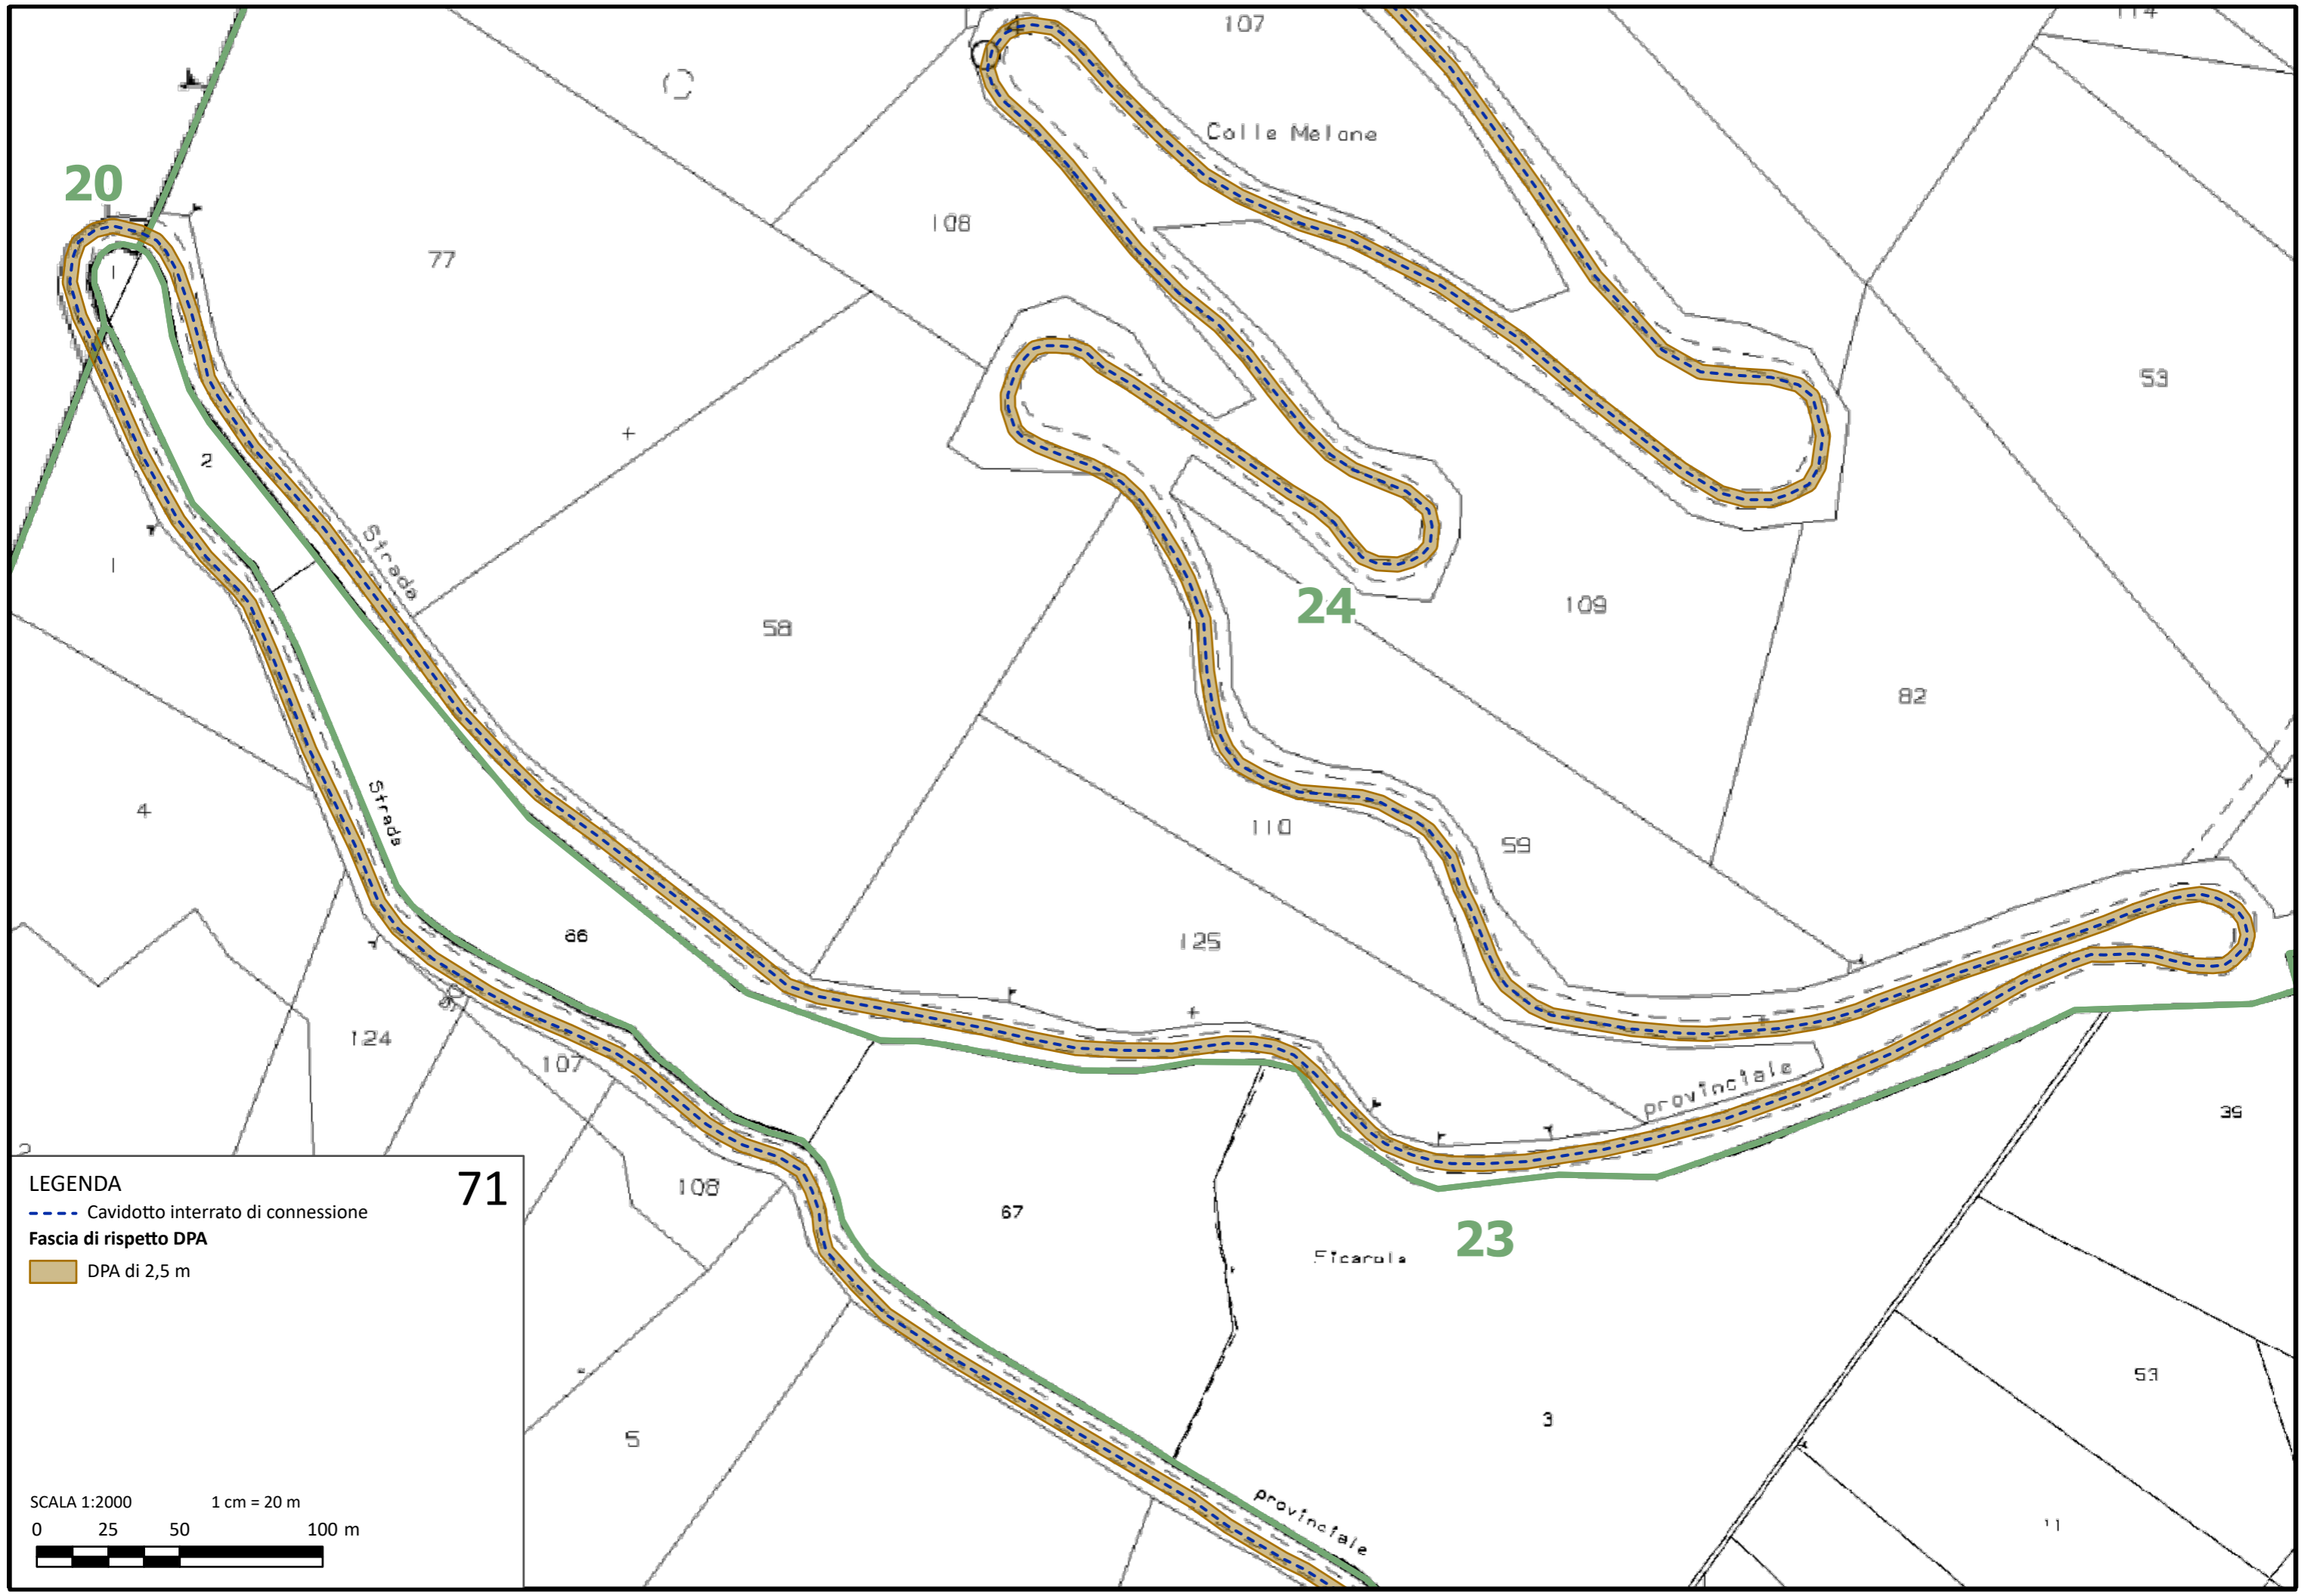 107
114
Colle Melone
20
108
77
1
53
2
Strada
1
24
109
58
82
Strada
4
110
59
66
125
124
107
provinciale
39
2
LEGENDA
71
Cavidotto interrato di connessione
Fascia di rispetto DPA
DPA di 2,5 m
108
67
23
Ficarola
53
3
5
SCALA 1:2000
1 cm = 20 m
0 25 50 100 m
provinciale
11